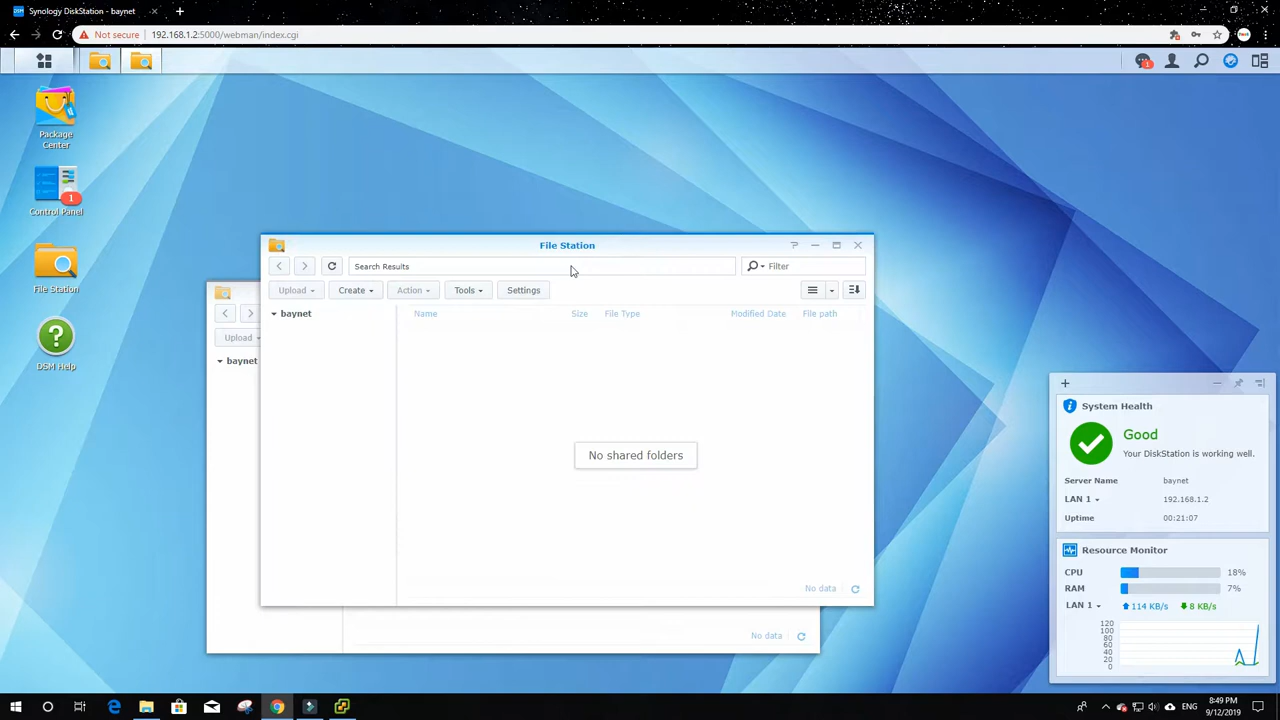 Synology DiskStation - baynet
Not secure
192.168.1.2:5000/webman/index.cgi
1
Package
Center
1
Control Panel
File Station
DSM Help
File Station
Search Results
Filter
Upload
Create
Action
Tools
Settings
baynet
Name
Size
File Type
Modified Date
File path
No shared folders
No data
Upload
baynet
No data
System Health
Good
Your DiskStation is working well.
Server Name baynet
LAN 1 192.168.1.2
Uptime 00:21:07
Resource Monitor
CPU 18%
RAM 7%
LAN 1 114 KB/s 8 KB/s
120
100
80
60
40
20
0
8:49 PM
9/12/2019